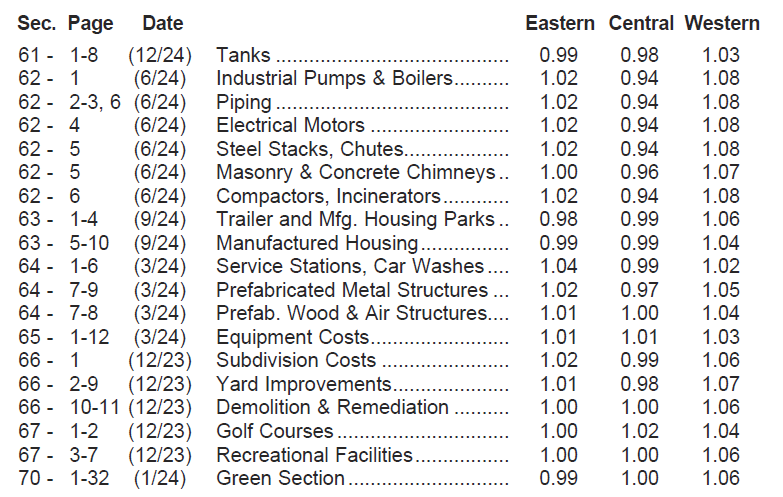 Sec. Page Date Eastern Central Western
61 - 1-8 (12/24) Tanks .......................................... 0.99 0.98 1.03
62 - 1 (6/24) Industrial Pumps & Boilers.......... 1.02 0.94 1.08
62 - 2-3, 6 (6/24) Piping.......................................... 1.02 0.94 1.08
62 - 4 (6/24) Electrical Motors ......................... 1.02 0.94 1.08
62 - 5 (6/24) Steel Stacks, Chutes................... 1.02 0.94 1.08
62 - 5 (6/24) Masonry & Concrete Chimneys .. 1.00 0.96 1.07
62 - 6 (6/24) Compactors, Incinerators............ 1.02 0.94 1.08
63 - 1-4 (9/24) Trailer and Mfg. Housing Parks .. 0.98 0.99 1.06
63 - 5-10 (9/24) Manufactured Housing................ 0.99 0.99 1.04
64 - 1-6 (3/24) Service Stations, Car Washes .... 1.04 0.99 1.02
64 - 7-9 (3/24) Prefabricated Metal Structures ... 1.02 0.97 1.05
64 - 7-8 (3/24) Prefab. Wood & Air Structures.... 1.01 1.00 1.04
65 - 1-12 (3/24) Equipment Costs......................... 1.01 1.01 1.03
66 - 1 (12/23) Subdivision Costs ....................... 1.02 0.99 1.06
66 - 2-9 (12/23) Yard Improvements..................... 1.01 0.98 1.07
66 - 10-11 (12/23) Demolition & Remediation .......... 1.00 1.00 1.06
67 - 1-2 (12/23) Golf Courses ............................... 1.00 1.02 1.04
67 - 3-7 (12/23) Recreational Facilities................. 1.00 1.00 1.06
70 - 1-32 (1/24) Green Section ............................. 0.99 1.00 1.06